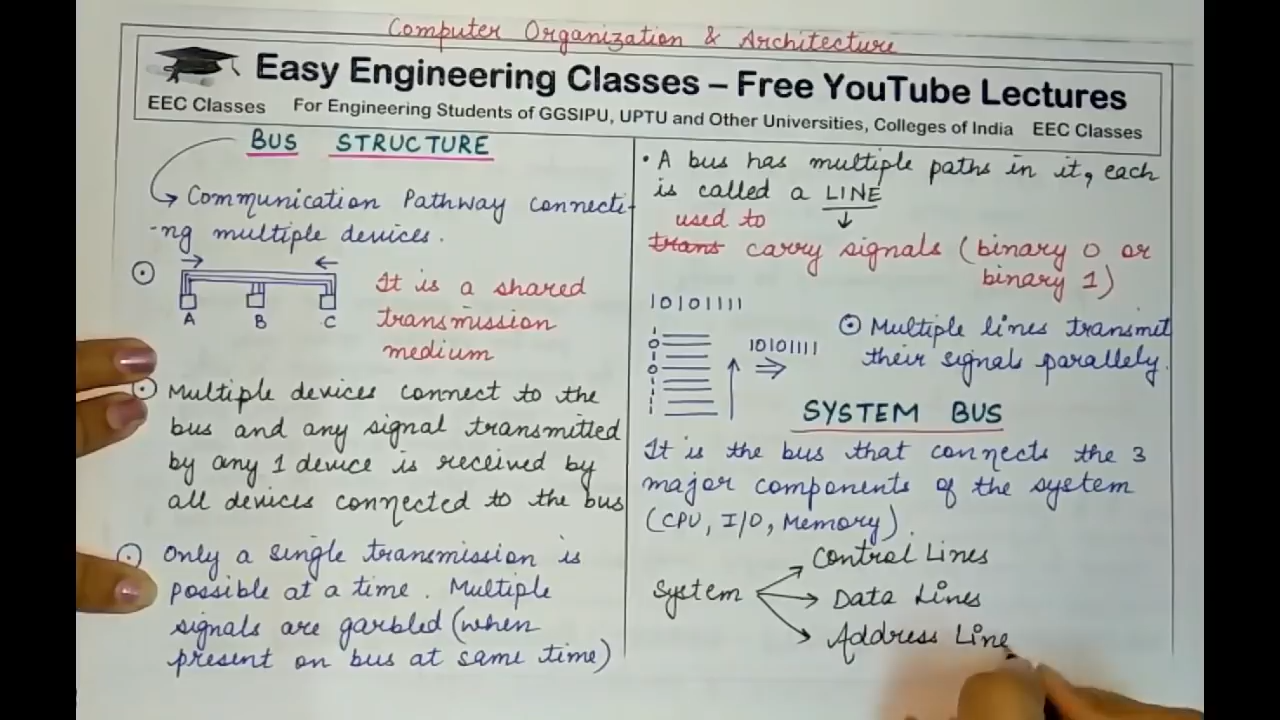 Computer Organization & Architecture
Easy Engineering Classes – Free YouTube Lectures
EEC Classes For Engineering Students of GGSIPU, UPTU and Other Universities, Colleges of India EEC Classes
BUS STRUCTURE
Communication Pathway connecti-
-ng multiple devices.
A B C
It is a shared
transmission
medium
Multiple devices connect to the
bus and any signal transmitted
by any 1 device is received by
all devices connected to the bus
Only a single transmission is
possible at a time. Multiple
signals are garbled (when
present on bus at same time)
• A bus has multiple paths in it, each
is called a LINE
used to
trans carry signals (binary 0 or
binary 1)
10101111
10101111
Multiple lines transmit
their signals parallely.
SYSTEM BUS
It is the bus that connects the 3
major components of the system
(CPU, I/O, Memory).
System
Control Lines
Data Lines
Address Line